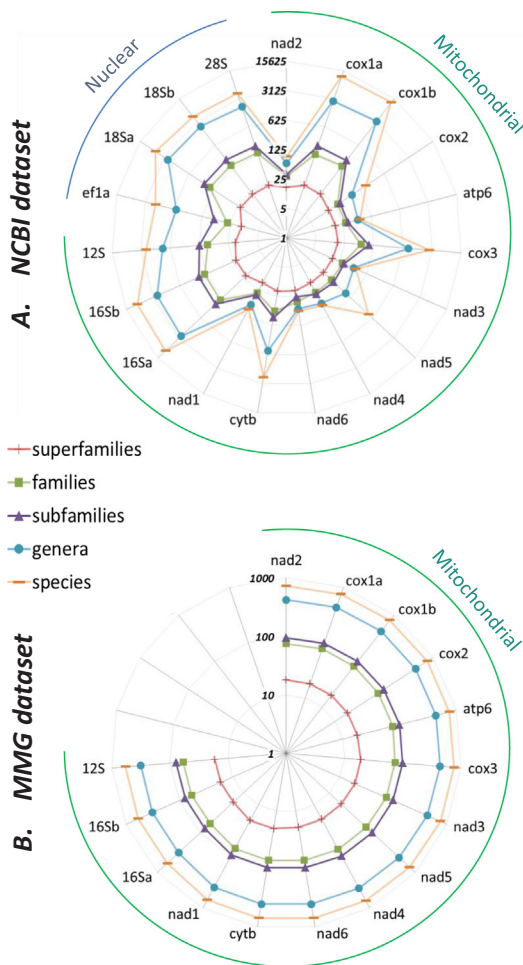 A. NCBI dataset
Nuclear
Mitochondrial
nad2
15625
3125
625
125
25
5
1
cox1a
cox1b
cox2
atp6
cox3
nad3
nad5
nad4
nad6
cytb
nad1
16Sa
16Sb
12S
ef1a
18Sa
18Sb
28S
superfamilies
families
subfamilies
genera
species
B. MMG dataset
Mitochondrial
nad2
1000
100
10
1
cox1a
cox1b
cox2
atp6
cox3
nad3
nad5
nad4
nad6
cytb
nad1
16Sa
16Sb
12S